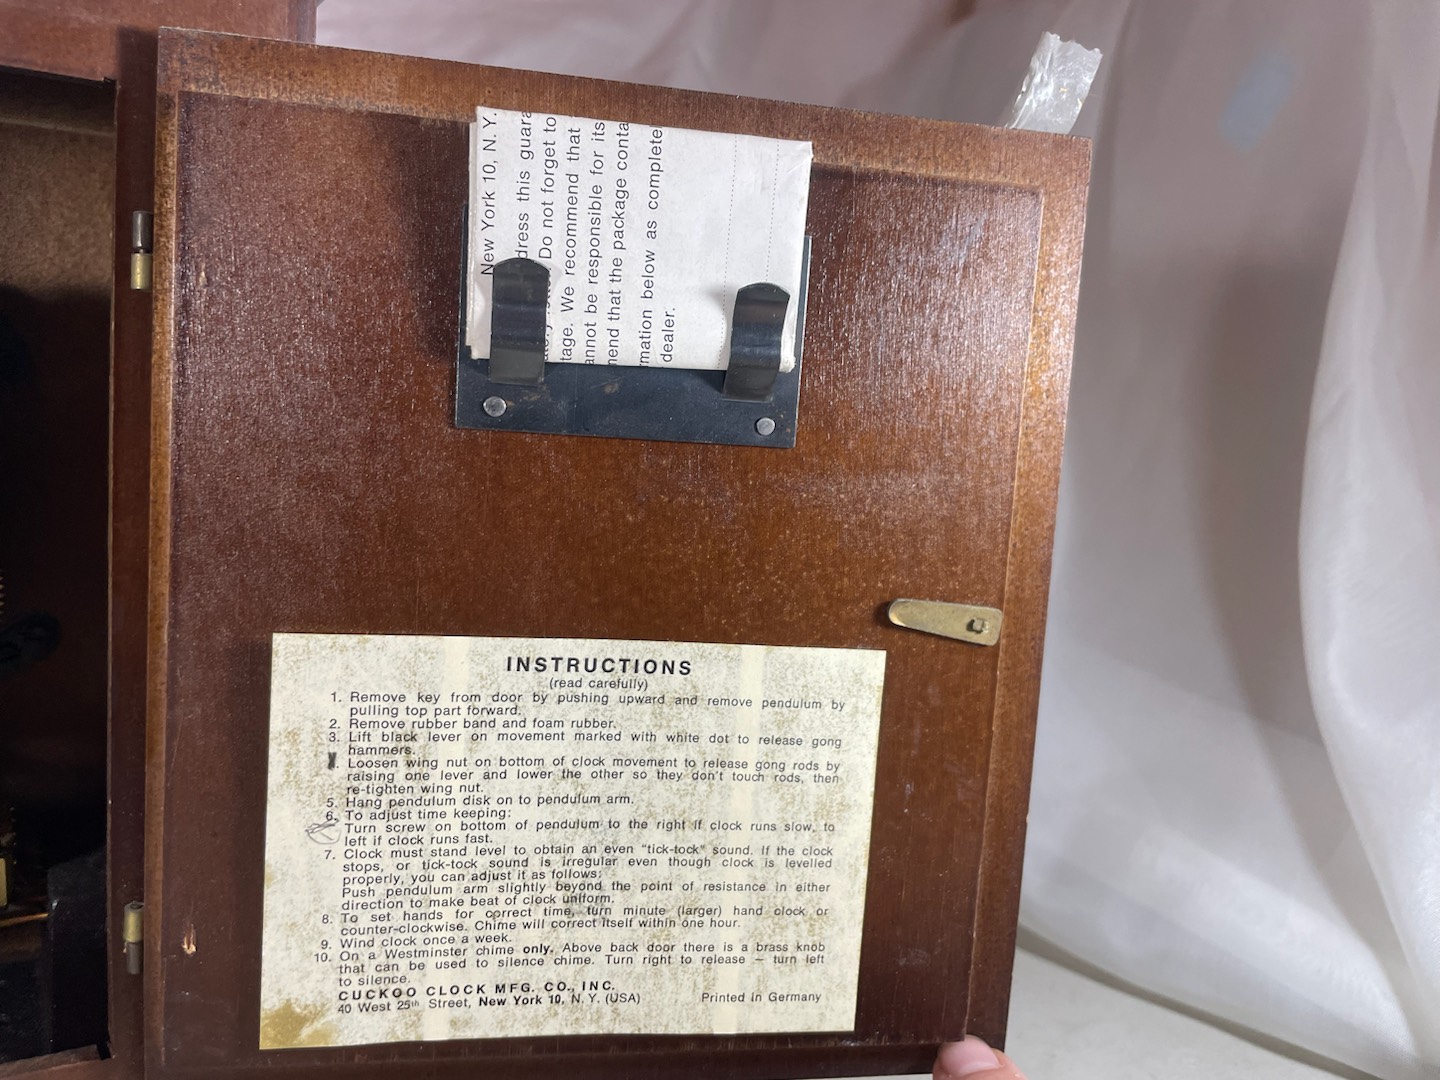 New York 10, N. Y.
dress this guara
Do not forget to
tage. We recommend that
annot be responsible for its
mend that the package conta
rmation below as complete
dealer.
INSTRUCTIONS
(read carefully)
1. Remove key from door by pushing upward and remove pendulum by
pulling top part forward.
2. Remove rubber band and foam rubber.
3. Lift black lever on movement marked with white dot to release gong
hammers.
Loosen wing nut on bottom of clock movement to release gong rods by
raising one lever and lower the other so they don't touch rods, then
re-tighten wing nut.
5. Hang pendulum disk on to pendulum arm.
6. To adjust time keeping:
Turn screw on bottom of pendulum to the right if clock runs slow, to
left if clock runs fast.
7. Clock must stand level to obtain an even "tick-tock" sound. If the clock
stops, or tick-tock sound is irregular even though clock is levelled
properly, you can adjust it as follows:
Push pendulum arm slightly beyond the point of resistance in either
direction to make beat of clock uniform.
8. To set hands for correct time, turn minute (larger) hand clock or
counter-clockwise. Chime will correct itself within one hour.
9. Wind clock once a week.
10. On a Westminster chime only. Above back door there is a brass knob
that can be used to silence chime. Turn right to release – turn left
to silence.
CUCKOO CLOCK MFG. CO., INC.
40 West 25th Street, New York 10, N. Y. (USA) Printed in Germany